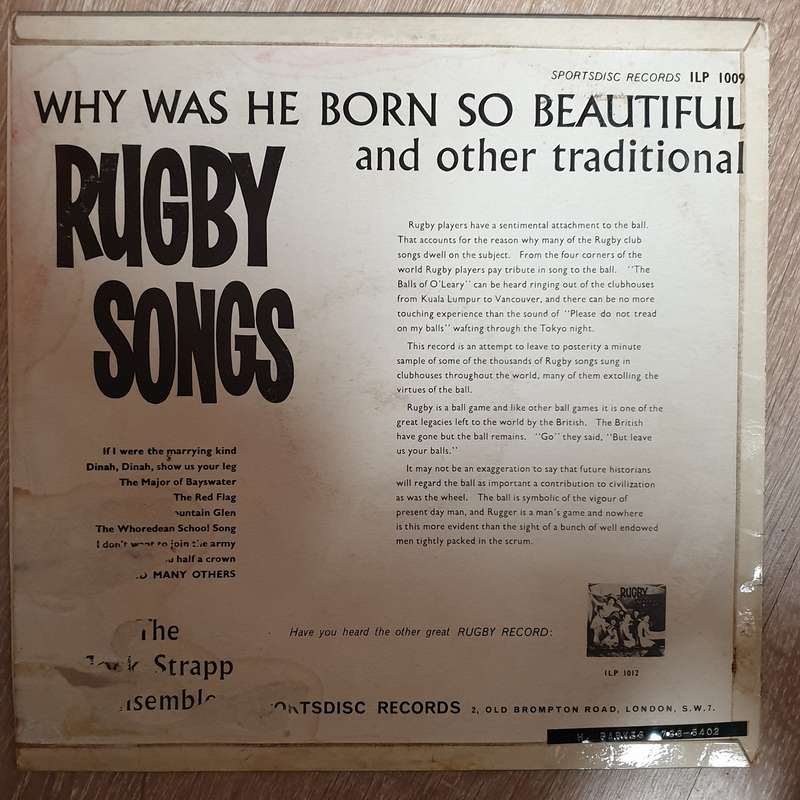 SPORTSDISC RECORDS ILP 1009
WHY WAS HE BORN SO BEAUTIFUL
and other traditional
RUGBY
SONGS
Rugby players have a sentimental attachment to the ball.
That accounts for the reason why many of the Rugby club
songs dwell on the subject. From the four corners of the
world Rugby players pay tribute in song to the ball. "The
Balls of O'Leary" can be heard ringing out of the clubhouses
from Kuala Lumpur to Vancouver, and there can be no more
touching experience than the sound of "Please do not tread
on my balls" wafting through the Tokyo night.
This record is an attempt to leave to posterity a minute
sample of some of the thousands of Rugby songs sung in
clubhouses throughout the world, many of them extolling the
virtues of the ball.
Rugby is a ball game and like other ball games it is one of the
great legacies left to the world by the British. The British
have gone but the ball remains. "Go" they said, "But leave
us your balls."
It may not be an exaggeration to say that future historians
will regard the ball as important a contribution to civilization
as was the wheel. The ball is symbolic of the vigour of
present day man, and Rugger is a man's game and nowhere
is this more evident than the sight of a bunch of well endowed
men tightly packed in the scrum.
If I were the marrying kind
Dinah, Dinah, show us your leg
The Major of Bayswater
The Red Flag
Glen
The Whoredean School Song
I don't want to join the army
half a crown
MANY OTHERS
The
Strapp
Have you heard the other great RUGBY RECORD:
RUGBY
ILP 1012
RECORDS 2, OLD BROMPTON ROAD, LONDON, S.W.7.